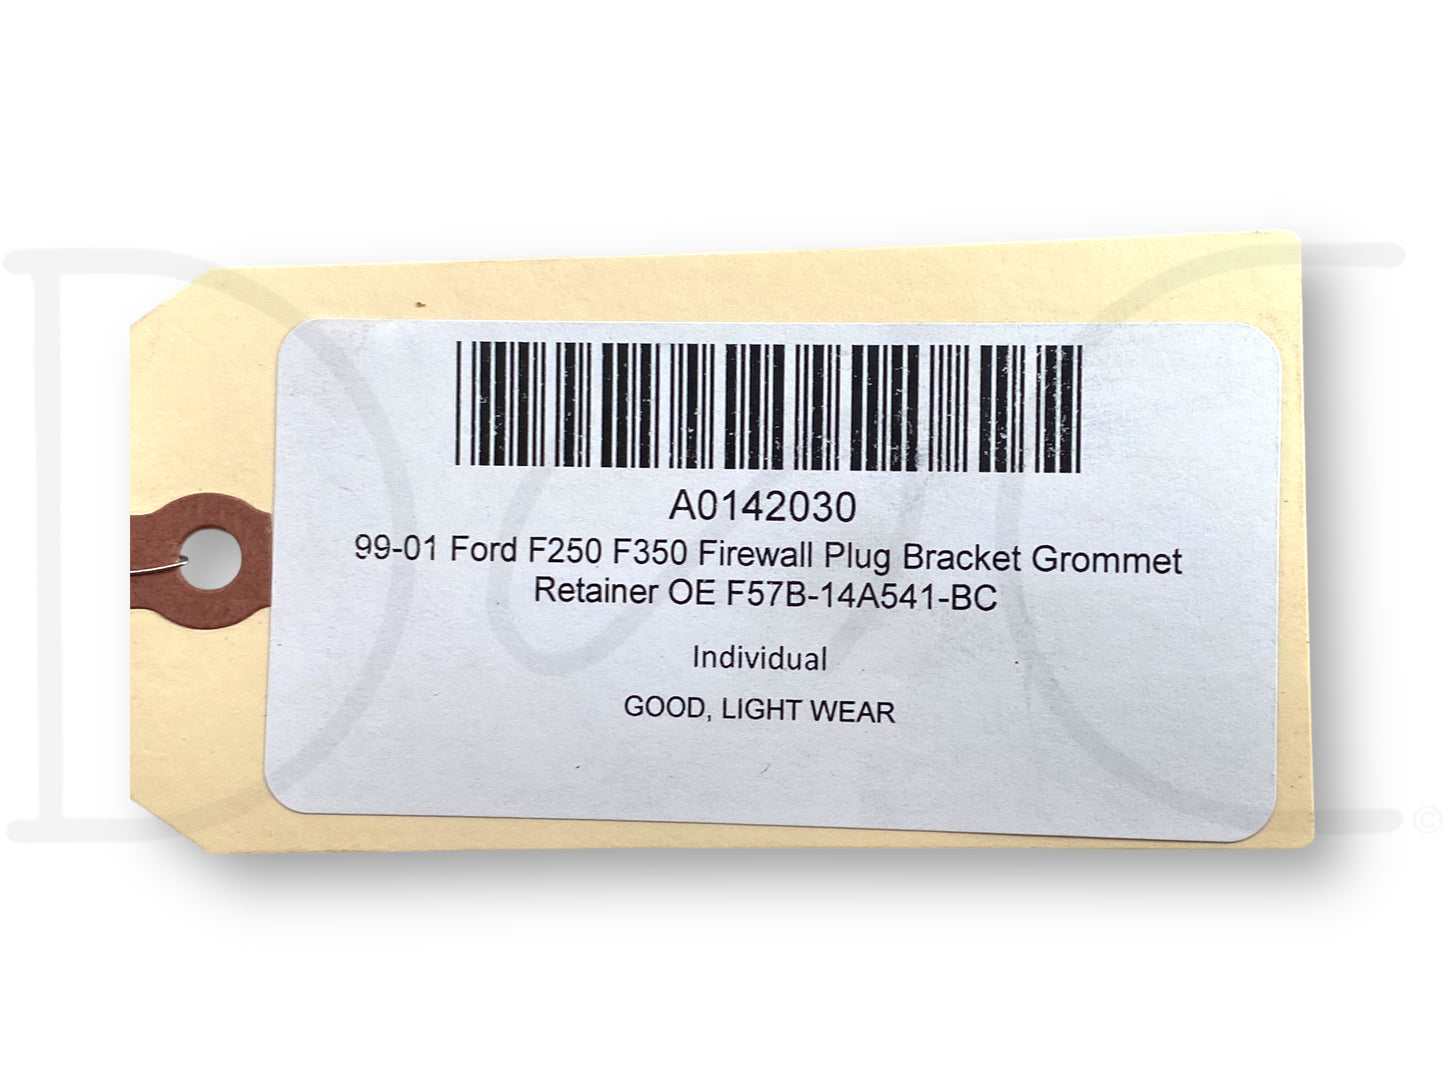 A0142030
99-01 Ford F250 F350 Firewall Plug Bracket Grommet
Retainer OE F57B-14A541-BC
Individual
GOOD, LIGHT WEAR
©